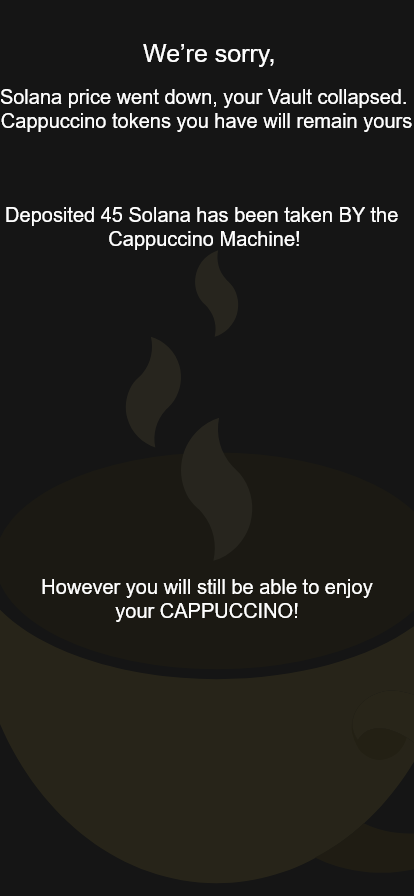 We're sorry,
Solana price went down, your Vault collapsed.
Cappuccino tokens you have will remain yours
Deposited 45 Solana has been taken BY the
Cappuccino Machine!
However you will still be able to enjoy
your CAPPUCCINO!